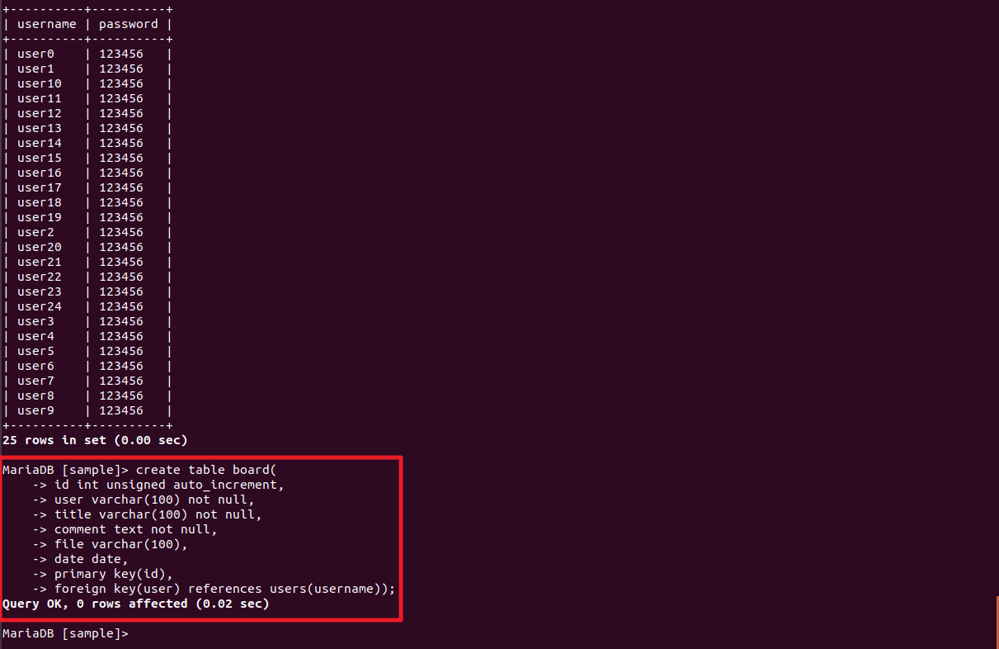 +----------+----------+
| username | password |
+----------+----------+
| user0    | 123456   |
| user1    | 123456   |
| user10   | 123456   |
| user11   | 123456   |
| user12   | 123456   |
| user13   | 123456   |
| user14   | 123456   |
| user15   | 123456   |
| user16   | 123456   |
| user17   | 123456   |
| user18   | 123456   |
| user19   | 123456   |
| user2    | 123456   |
| user20   | 123456   |
| user21   | 123456   |
| user22   | 123456   |
| user23   | 123456   |
| user24   | 123456   |
| user3    | 123456   |
| user4    | 123456   |
| user5    | 123456   |
| user6    | 123456   |
| user7    | 123456   |
| user8    | 123456   |
| user9    | 123456   |
+----------+----------+
25 rows in set (0.00 sec)
MariaDB [sample]> create table board(
    -> id int unsigned auto_increment,
    -> user varchar(100) not null,
    -> title varchar(100) not null,
    -> comment text not null,
    -> file varchar(100),
    -> date date,
    -> primary key(id),
    -> foreign key(user) references users(username));
Query OK, 0 rows affected (0.02 sec)
MariaDB [sample]>